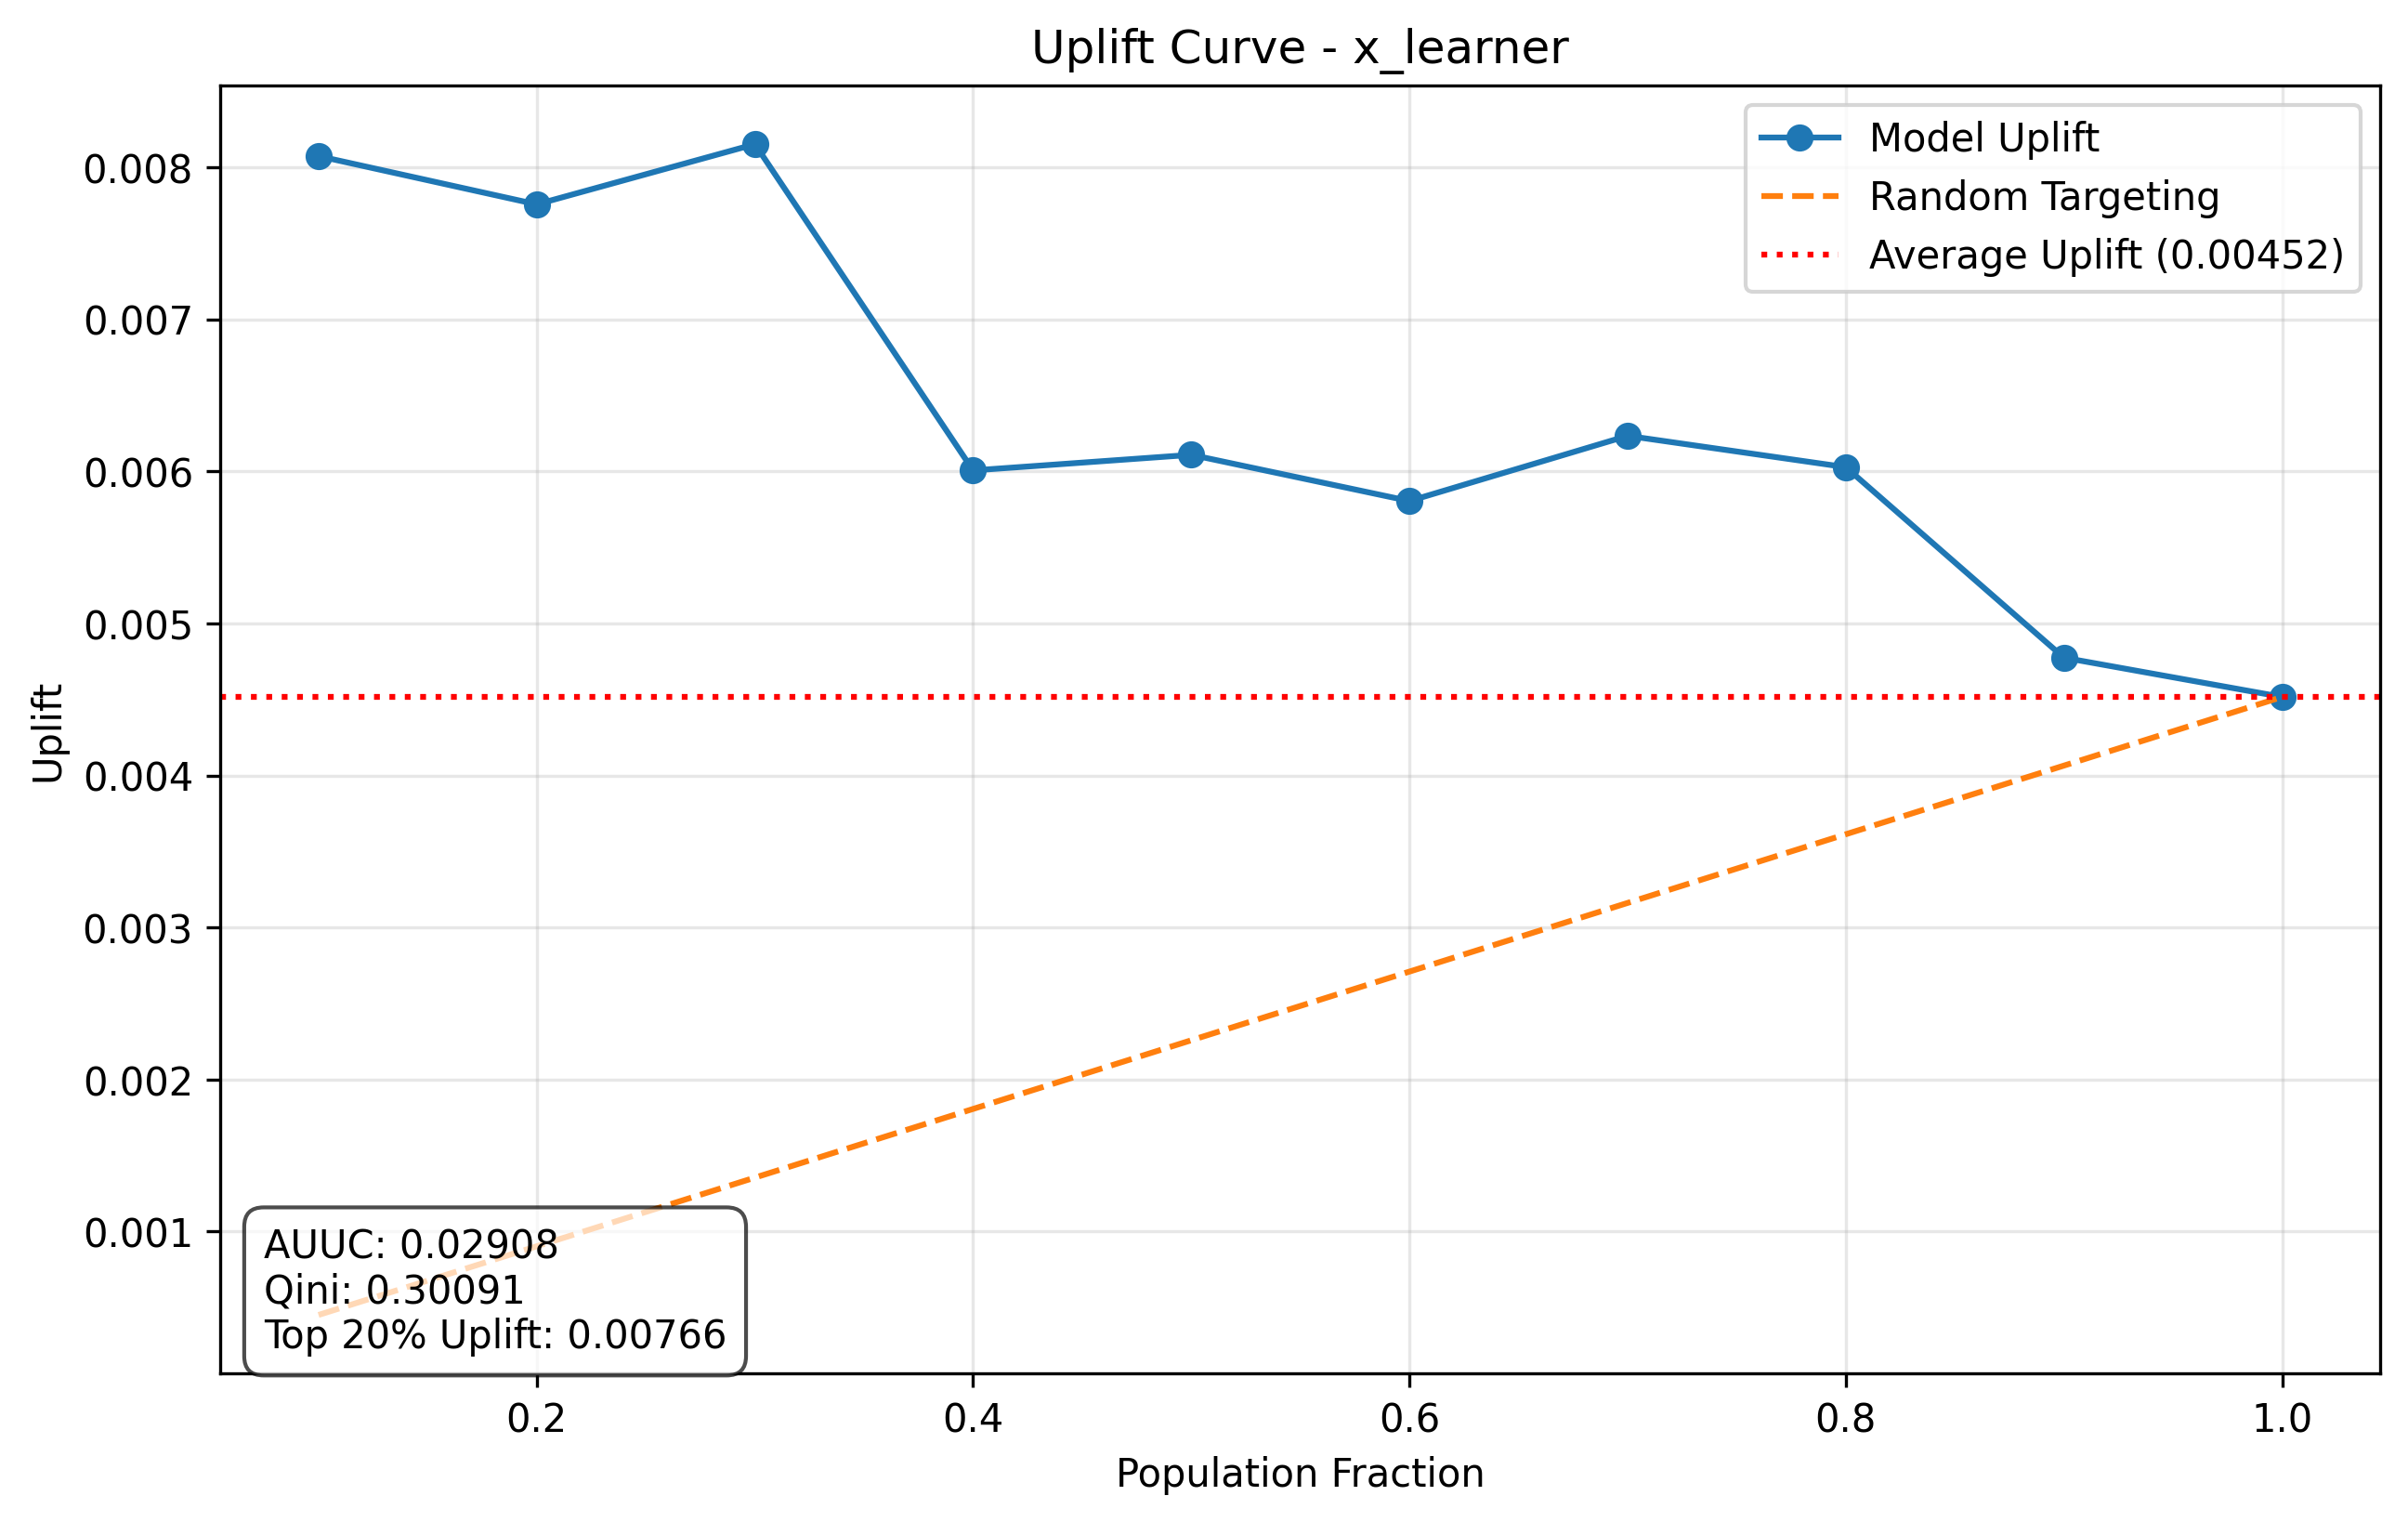 Uplift Curve - x_learner
Model Uplift
Random Targeting
Average Uplift (0.00452)
0.008
0.007
0.006
0.005
0.004
0.003
0.002
0.001
Uplift
AUUC: 0.02908
Qini: 0.30091
Top 20% Uplift: 0.00766
0.2
0.4
0.6
0.8
1.0
Population Fraction